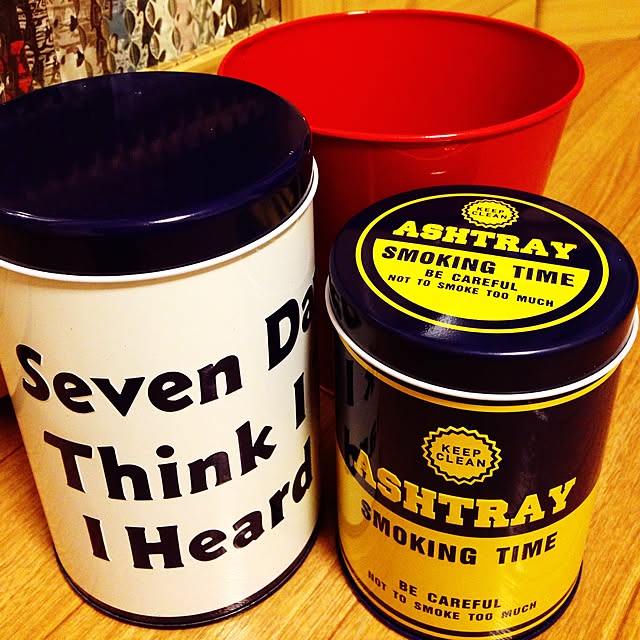 Seven
Think I
I Heard
KEEP
CLEAN
ASHTRAY
SMOKING TIME
BE CAREFUL
NOT TO SMOKE TOO MUCH
KEEP
CLEAN
ASHTRAY
SMOKING TIME
BE CAREFUL
NOT TO SMOKE TOO MUCH